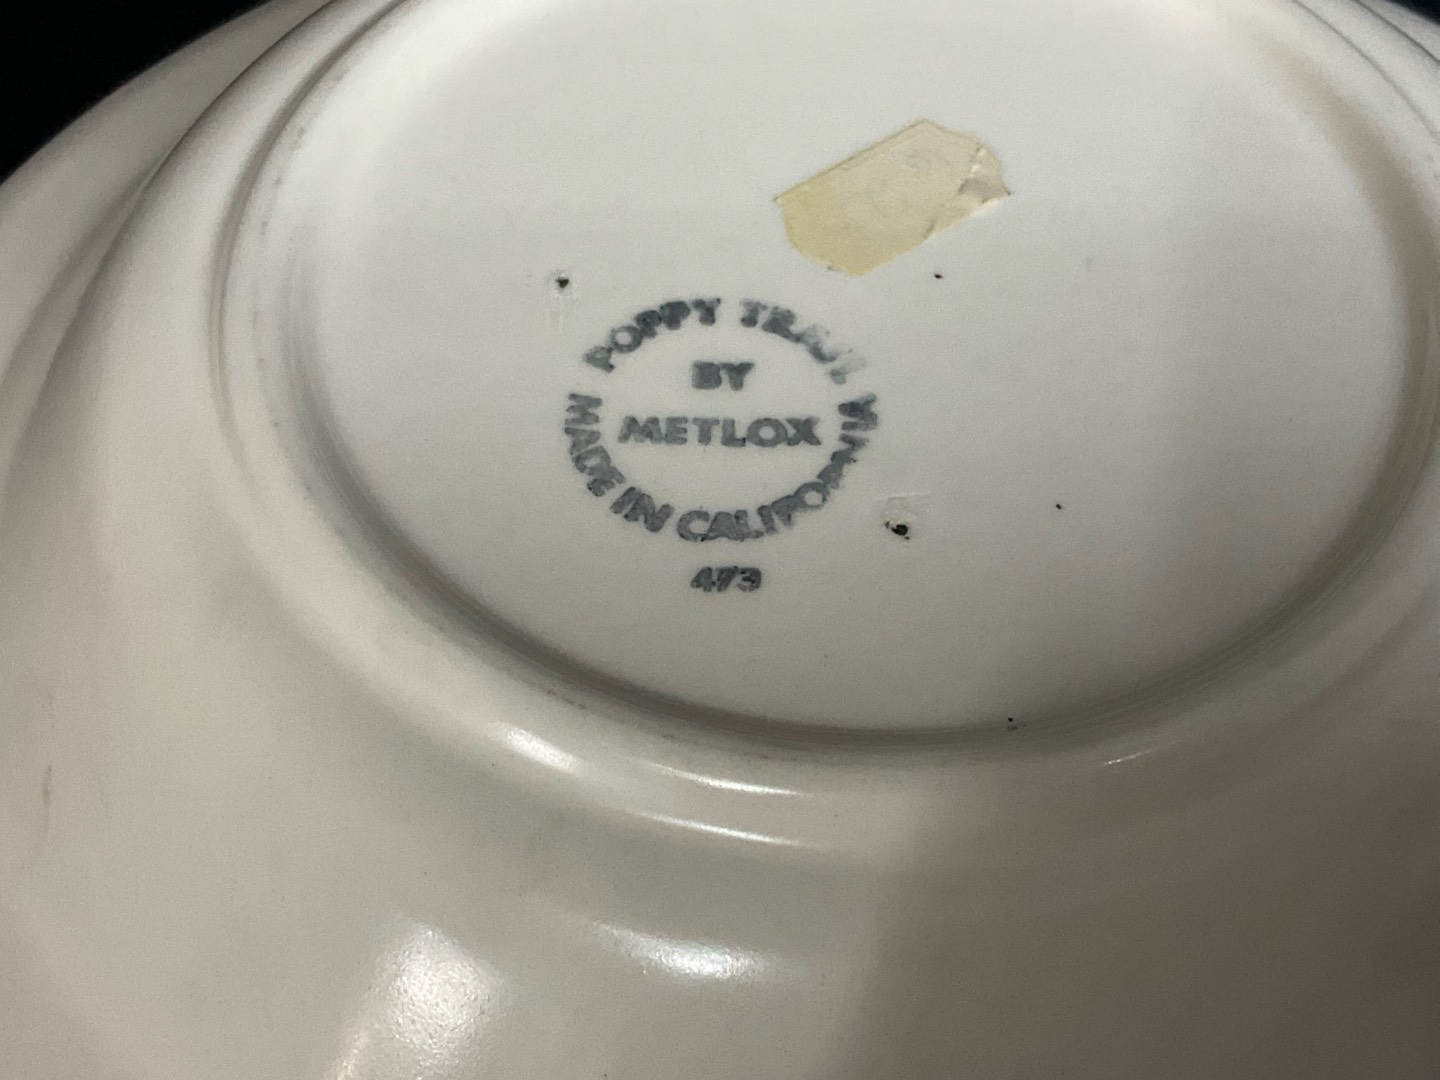 POPPY TRAIL
BY
METLOX
MADE IN CALIFORNIA
473